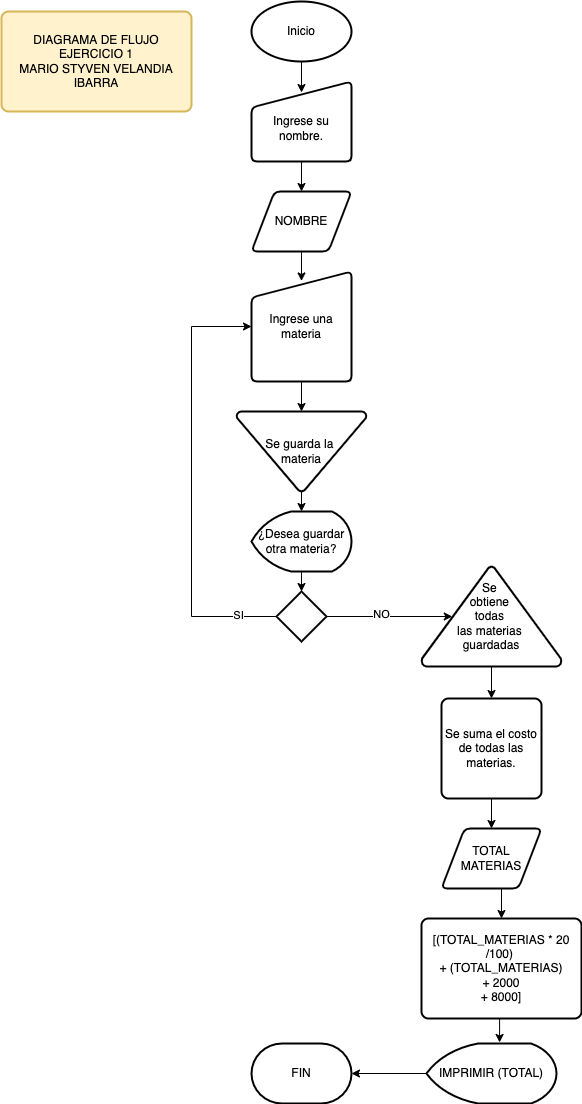 DIAGRAMA DE FLUJO
EJERCICIO 1
MARIO STYVEN VELANDIA
IBARRA
Inicio
Ingrese su
nombre.
NOMBRE
Ingrese una
materia
Se guarda la
materia
¿Desea guardar
otra materia?
SI
NO
Se
obtiene
todas
las materias
guardadas
Se suma el costo
de todas las
materias.
TOTAL
MATERIAS
[(TOTAL_MATERIAS * 20
/100)
+ (TOTAL_MATERIAS)
+ 2000
+ 8000]
IMPRIMIR (TOTAL)
FIN